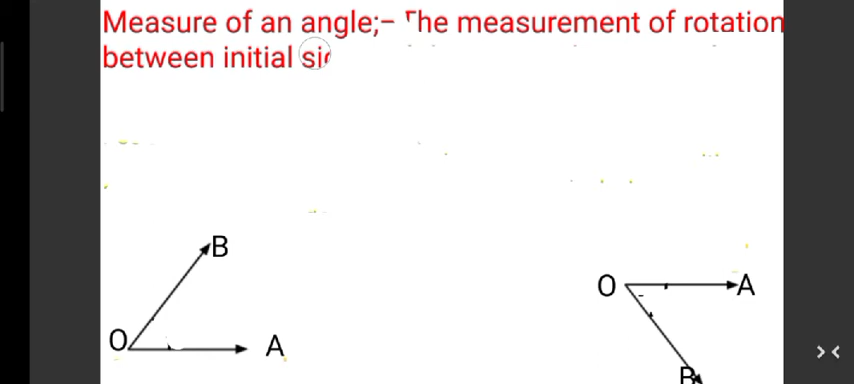 Measure of an angle;– The measurement of rotation
between initial
B
O A
O A
B